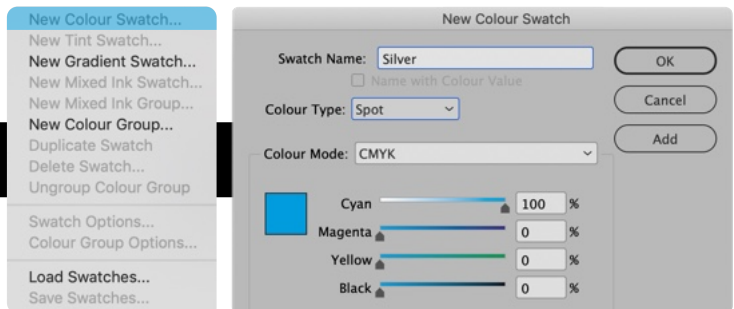 New Colour Swatch...
New Tint Swatch...
New Gradient Swatch...
New Mixed Ink Swatch...
New Mixed Ink Group...
New Colour Group...
Duplicate Swatch
Delete Swatch...
Ungroup Colour Group
Swatch Options...
Colour Group Options...
Load Swatches...
Save Swatches...
New Colour Swatch
Swatch Name: Silver
Name with Colour Value
Colour Type: Spot
Colour Mode: CMYK
Cyan 100 %
Magenta 0 %
Yellow 0 %
Black 0 %
OK
Cancel
Add